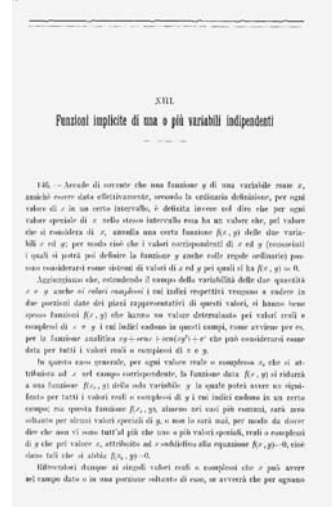 XIII.
Funzioni implicite di una o più variabili indipendenti
146. — Accade di sovente che una funzione y di una variabile reale x,
anziché essere data effettivamente, secondo la ordinaria definizione, per ogni
valore di x in un certo intervallo, è definita invece col dire che per ogni
valore speciale di x nello stesso intervallo essa ha un valore che, pel valore
che si considera di x, annulla una certa funzione f(x, y) delle due varia-
bili x ed y; per modo cioè che i valori corrispondenti di x ed y (conosciuti
i quali si potrà poi definire la funzione y anche colle regole ordinarie) pos-
sono considerarsi come sistemi di valori di x ed y pei quali si ha f(x, y) = 0.
Aggiungiamo che, estendendo il campo della variabilità delle due quantità
x e y anche ai valori complessi i cui indici respettivi vengono a cadere in
due porzioni date dei piani rappresentativi di questi valori, si hanno bene
spesso funzioni f(x, y) che hanno un valore determinato pei valori reali o
complessi di x e y i cui indici cadono in questi campi, come avviene per es.
per la funzione analitica che può considerarsi come
data per tutti i valori reali o complessi di x e y.
In questo caso generale, per ogni valore reale o complesso x₀ che si at-
tribuisca ad x nel campo corrispondente, la funzione data f(x, y) si ridurrà
a una funzione f(x₀, y) della sola variabile y la quale potrà avere un signi-
ficato per tutti i valori reali o complessi di y i cui indici cadono in un certo
campo; ma questa funzione f(x₀, y), almeno nei casi più comuni, sarà zero
soltanto per alcuni valori speciali di y, o non lo sarà mai, per modo da dover
dire che non vi sono tutt'al più che uno o più valori speciali, reali o complessi
di y che pel valore x₀ attribuito ad x soddisfino alla equazione f(x, y)=0, cioè
siano tali che si abbia f(x₀, y)=0.
Riferendoci dunque ai singoli valori reali o complessi che x può avere
nel campo dato o in una porzione soltanto di esso, se avverrà che per ognuno